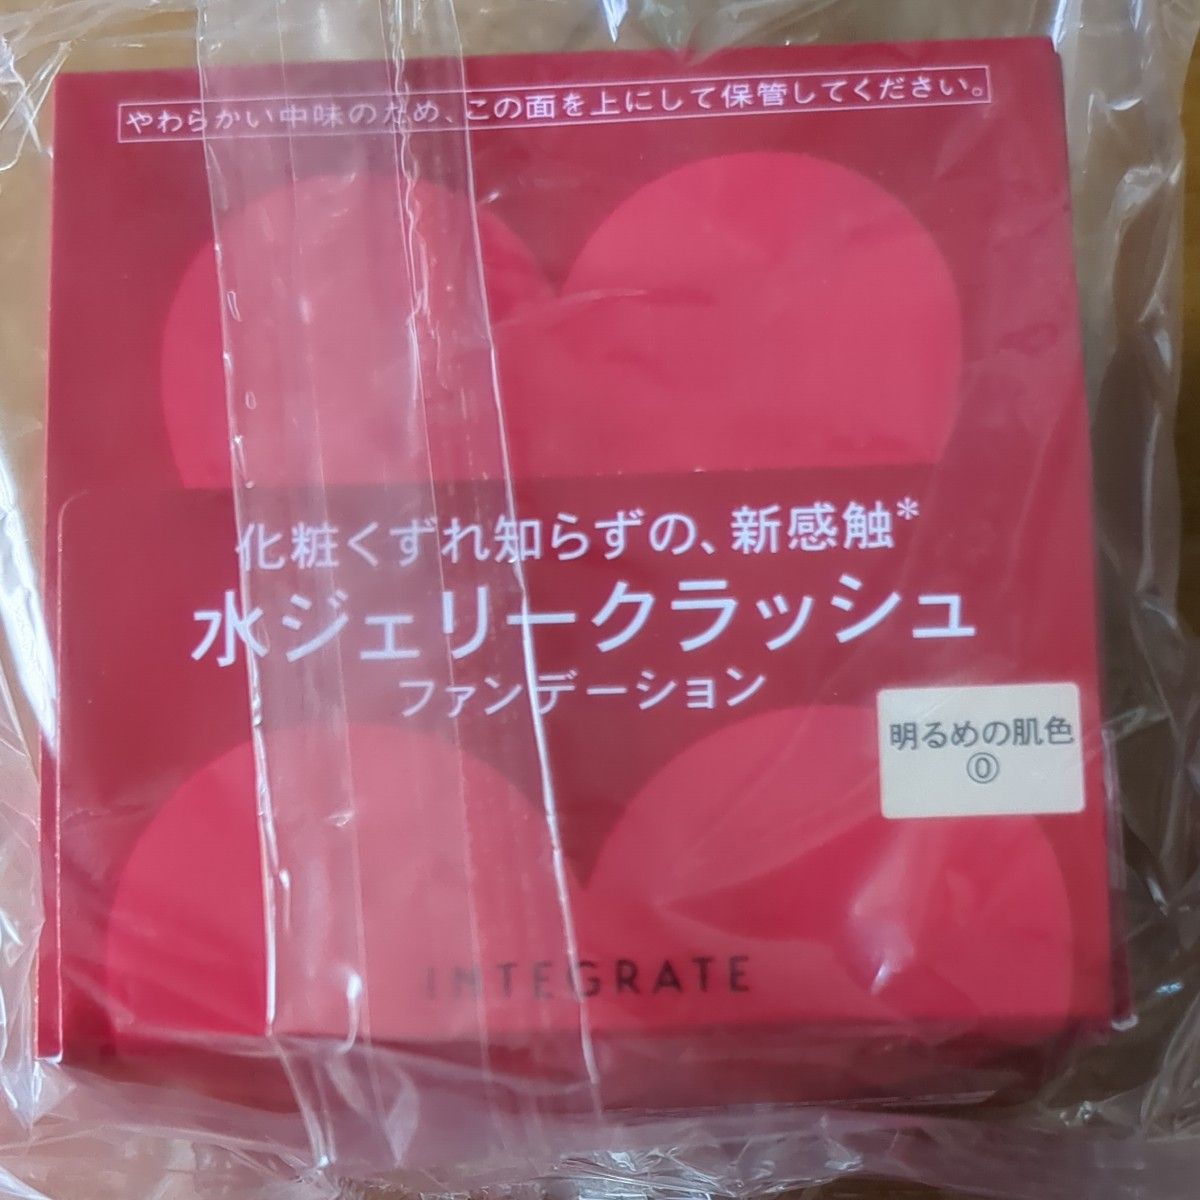 やわらかい中味のため、この面を上にして保管してください。
化粧くずれ知らずの、新感触*
水ジェリークラッシュ
ファンデーション
明るめの肌色
⓪
INTEGRATE